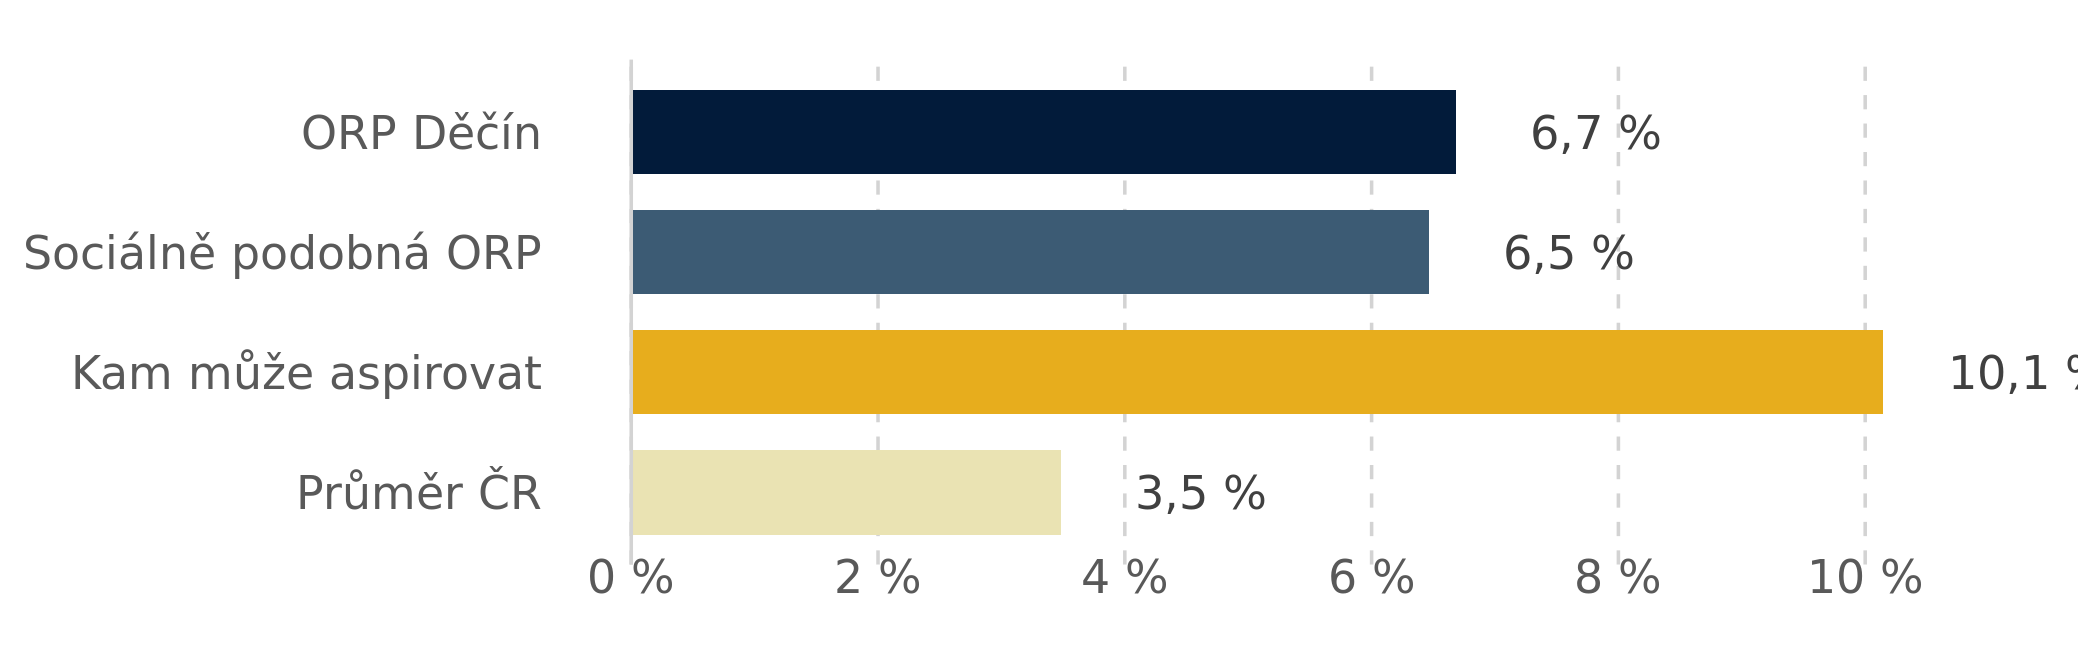 ORP Děčín 6,7 %
Sociálně podobná ORP 6,5 %
Kam může aspirovat 10,1 %
Průměr ČR 3,5 %
0 % 2 % 4 % 6 % 8 % 10 %